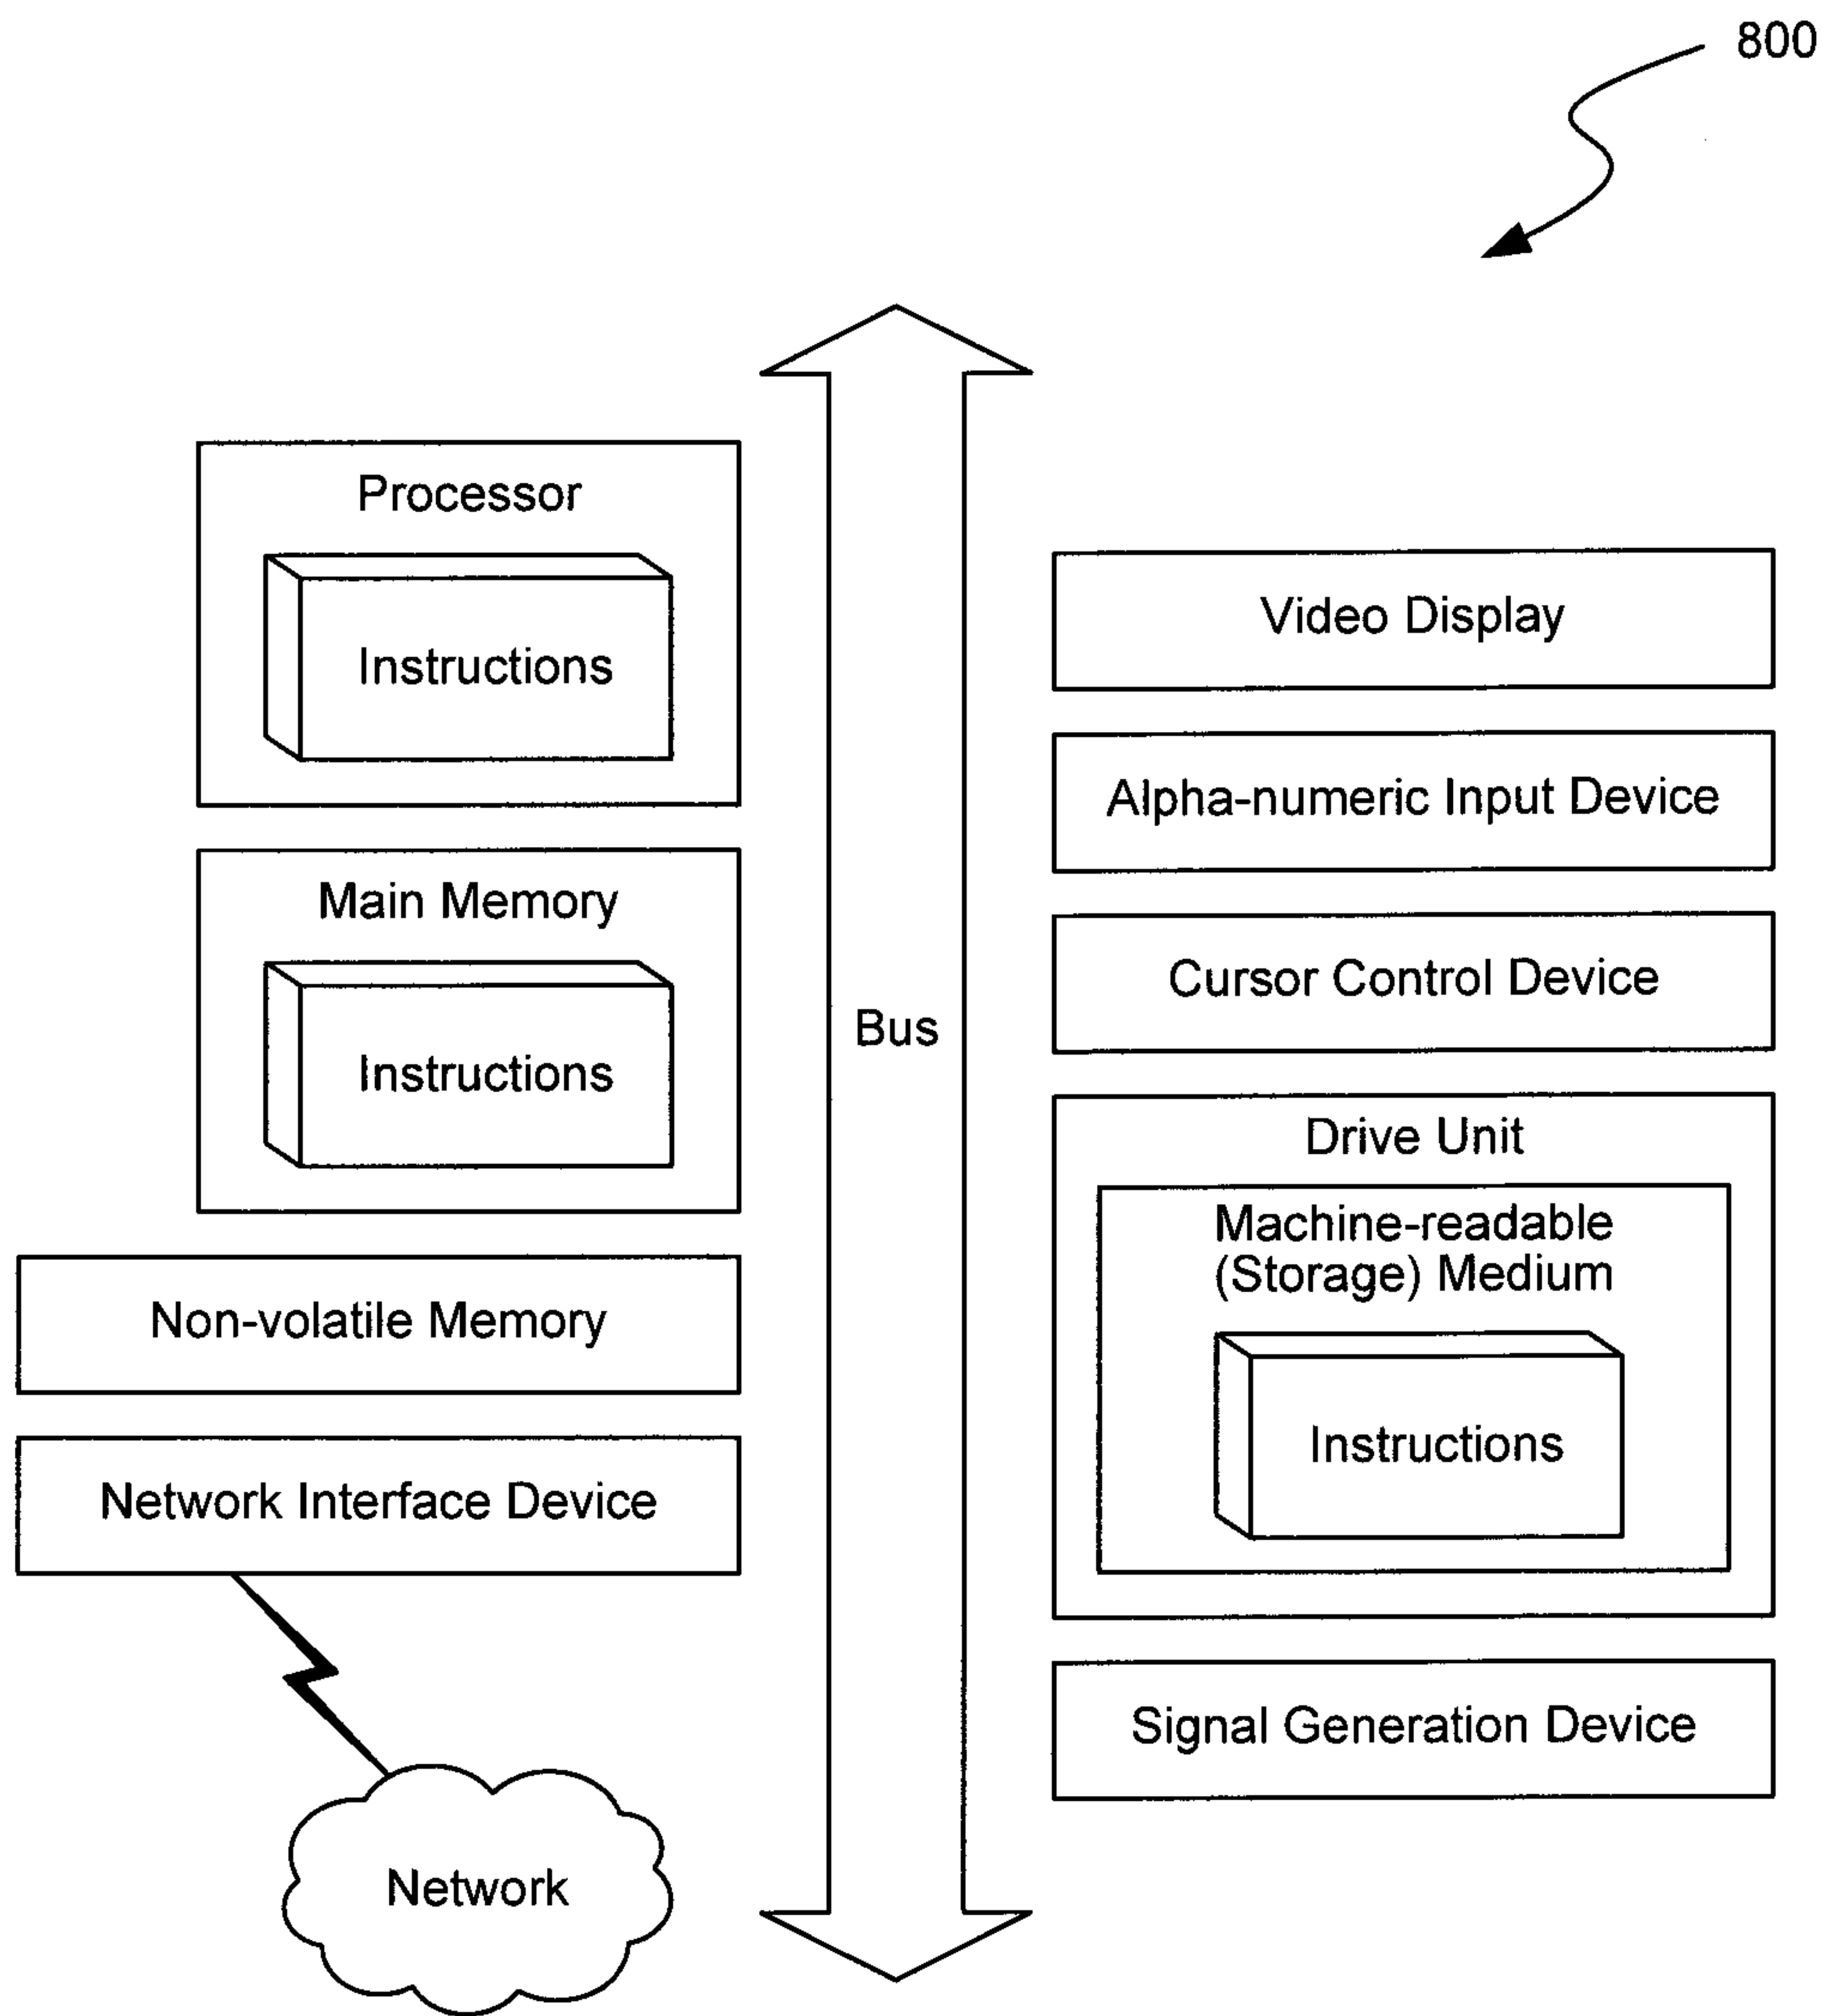 800
Processor
Instructions
Main Memory
Instructions
Non-volatile Memory
Network Interface Device
Network
Bus
Video Display
Alpha-numeric Input Device
Cursor Control Device
Drive Unit
Machine-readable
(Storage) Medium
Instructions
Signal Generation Device